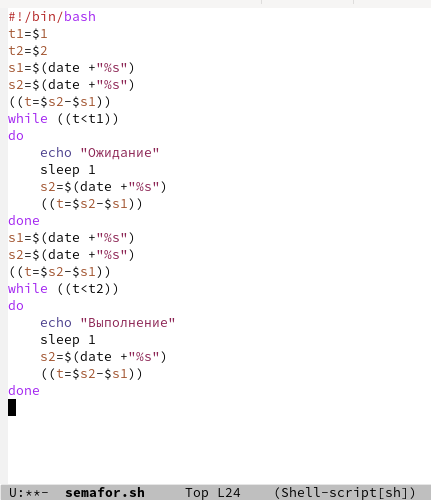 #!/bin/bash
t1=$1
t2=$2
s1=$(date +"%s")
s2=$(date +"%s")
((t=$s2-$s1))
while ((t<t1))
do
    echo "Ожидание"
    sleep 1
    s2=$(date +"%s")
    ((t=$s2-$s1))
done
s1=$(date +"%s")
s2=$(date +"%s")
((t=$s2-$s1))
while ((t<t2))
do
    echo "Выполнение"
    sleep 1
    s2=$(date +"%s")
    ((t=$s2-$s1))
done
U:**-  semafor.sh     Top L24    (Shell-script[sh])